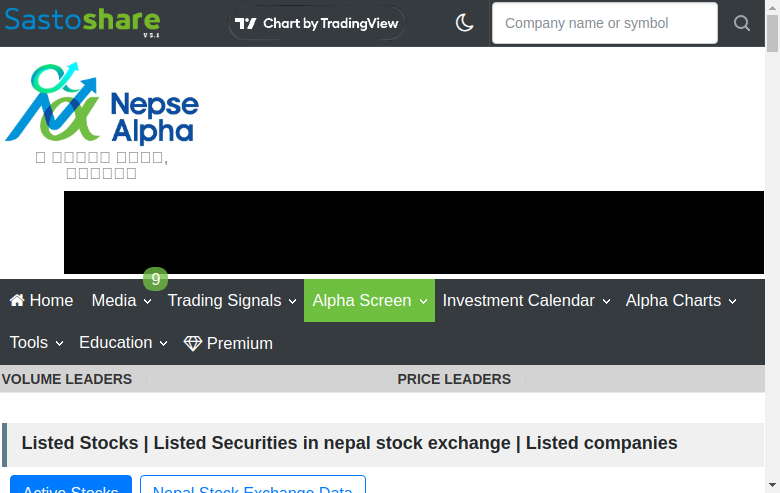 Sastoshare
V 5.1
Chart by TradingView
Company name or symbol
Nepse
Alpha
9
Home Media Trading Signals Alpha Screen Investment Calendar Alpha Charts
Tools Education Premium
VOLUME LEADERS PRICE LEADERS
Listed Stocks | Listed Securities in nepal stock exchange | Listed companies
Active Stocks Nepal Stock Exchange Data